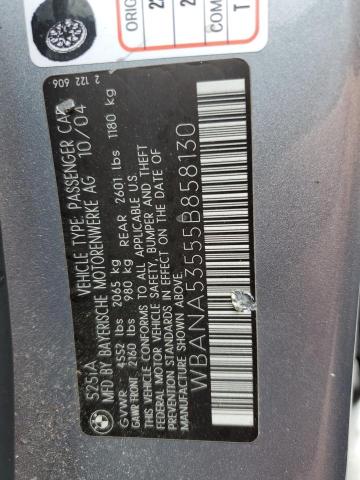 525IA
VEHICLE TYPE: PASSENGER CAR
MFD BY BAYERISCHE MOTORENWERKE AG 10/04
GVWR 4552 lbs 2065 kg REAR 2601 lbs 1180 kg
GAWR FRONT 2160 lbs 980 kg
THIS VEHICLE CONFORMS TO ALL APPLICABLE U.S.
FEDERAL MOTOR VEHICLE SAFETY, BUMPER AND THEFT
PREVENTION STANDARDS IN EFFECT ON THE DATE OF
MANUFACTURE SHOWN ABOVE.
WBANA53555B858130
2 122 606
ORIG
COM
T